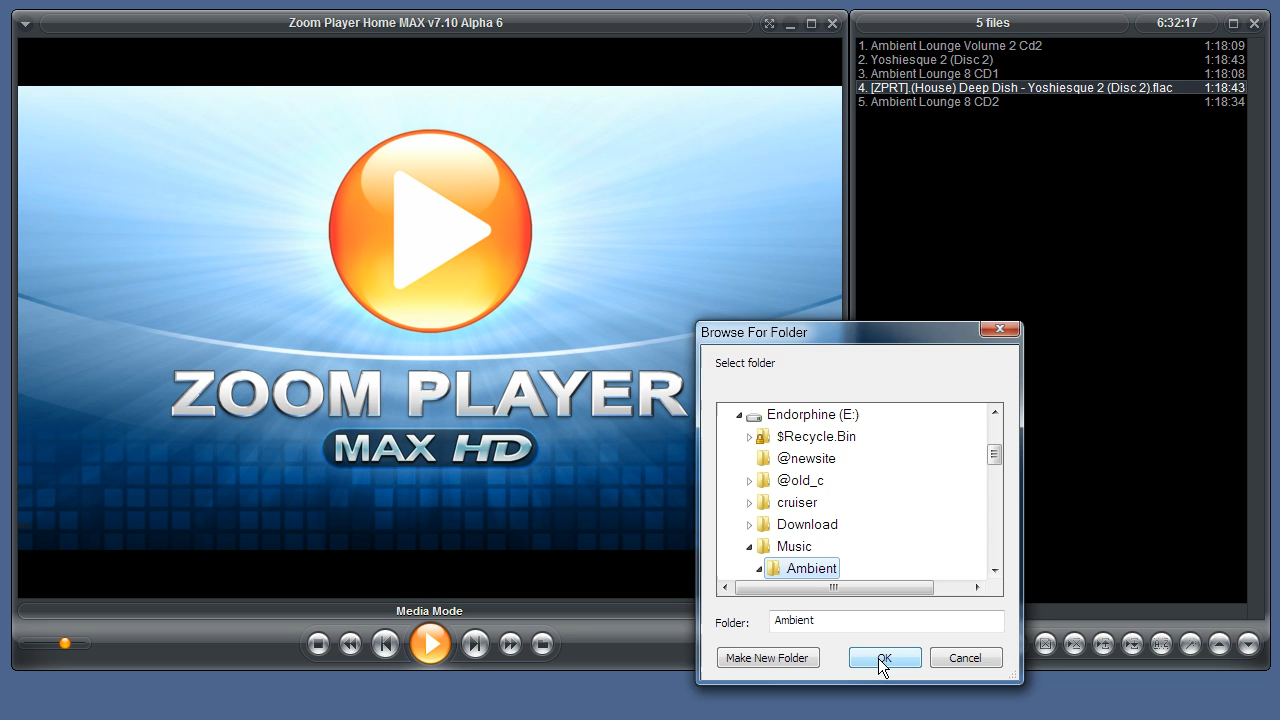 Zoom Player Home MAX v7.10 Alpha 6
5 files
6:32:17
1. Ambient Lounge Volume 2 Cd2 1:18:09
2. Yoshiesque 2 (Disc 2) 1:18:43
3. Ambient Lounge 8 CD1 1:18:08
4. [ZPRT].(House) Deep Dish - Yoshiesque 2 (Disc 2).flac 1:18:43
5. Ambient Lounge 8 CD2 1:18:34
ZOOM PLAYER
MAX HD
Media Mode
Browse For Folder
Select folder
Endorphine (E:)
$Recycle.Bin
@newsite
@old_c
cruiser
Download
Music
Ambient
Folder: Ambient
Make New Folder
OK
Cancel